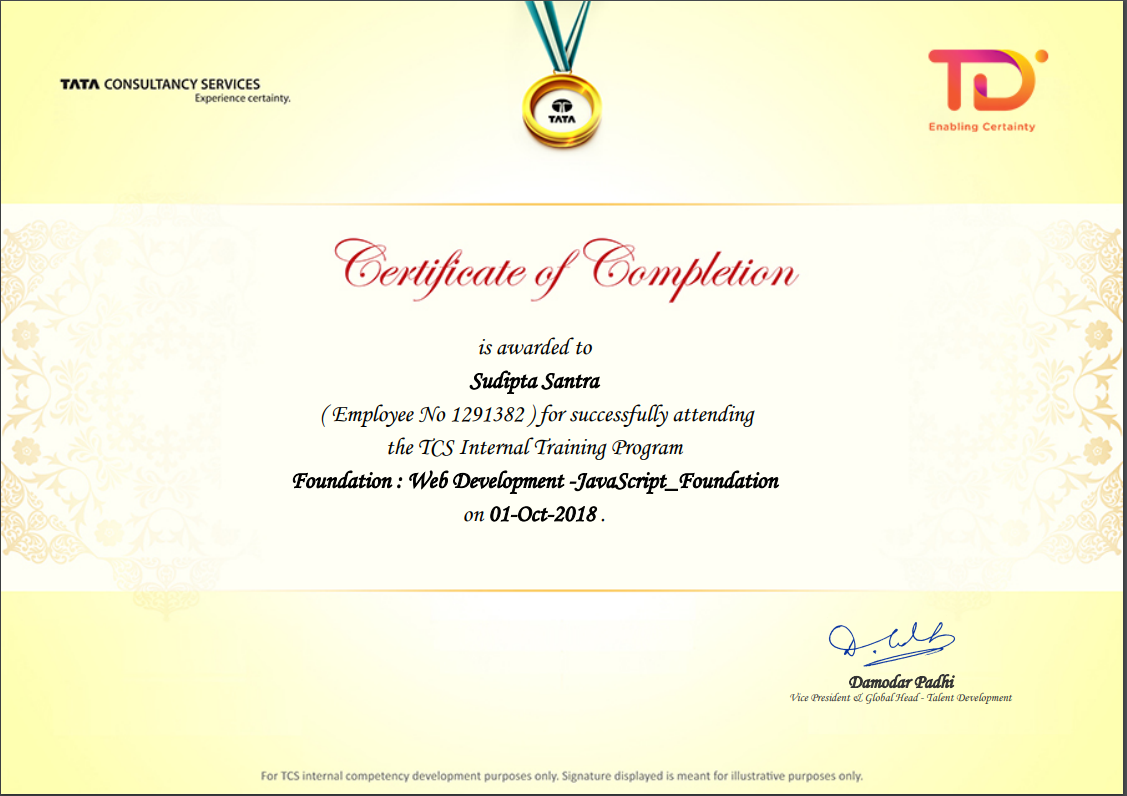 TATA CONSULTANCY SERVICES
Experience certainty.
TATA
TD
Enabling Certainty
Certificate of Completion
is awarded to
Sudipta Santra
( Employee No 1291382 ) for successfully attending
the TCS Internal Training Program
Foundation : Web Development -JavaScript_Foundation
on 01-Oct-2018 .
Damodar Padhi
Vice President & Global Head - Talent Development
For TCS internal competency development purposes only. Signature displayed is meant for illustrative purposes only.